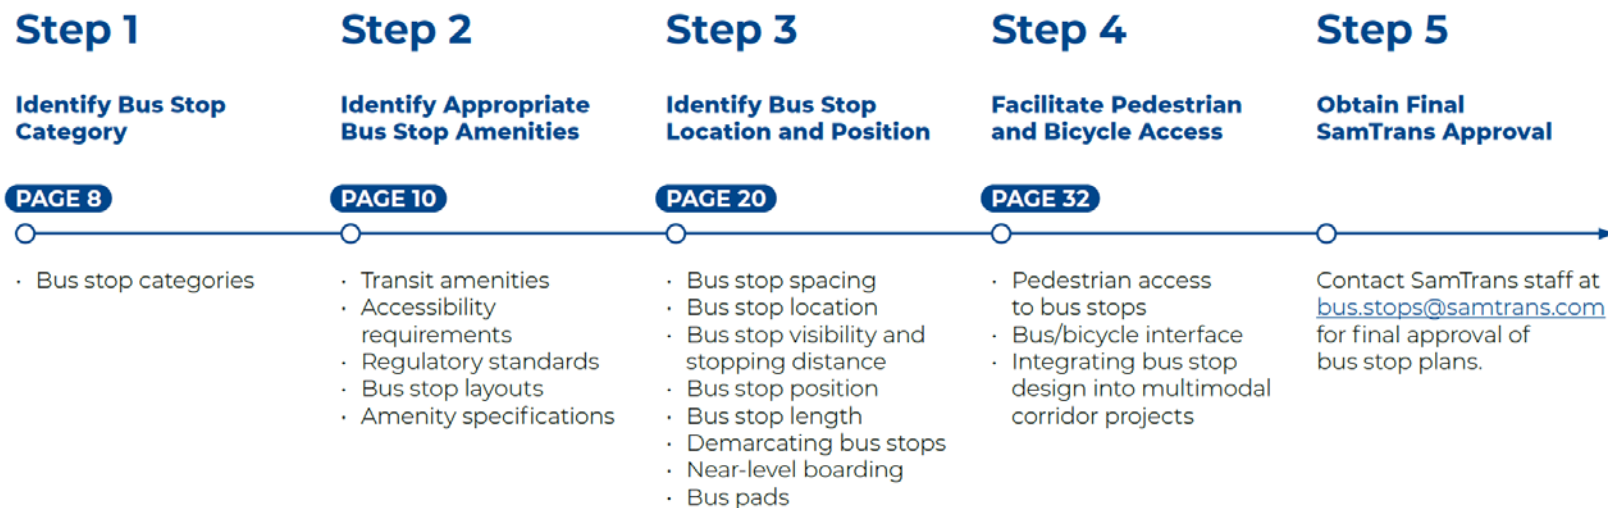 Step 1
Identify Bus Stop
Category
PAGE 8
· Bus stop categories
Step 2
Identify Appropriate
Bus Stop Amenities
PAGE 10
· Transit amenities
· Accessibility
requirements
· Regulatory standards
· Bus stop layouts
· Amenity specifications
Step 3
Identify Bus Stop
Location and Position
PAGE 20
· Bus stop spacing
· Bus stop location
· Bus stop visibility and
stopping distance
· Bus stop position
· Bus stop length
· Demarcating bus stops
· Near-level boarding
· Bus pads
Step 4
Facilitate Pedestrian
and Bicycle Access
PAGE 32
· Pedestrian access
to bus stops
· Bus/bicycle interface
· Integrating bus stop
design into multimodal
corridor projects
Step 5
Obtain Final
SamTrans Approval
Contact SamTrans staff at
bus.stops@samtrans.com
for final approval of
bus stop plans.